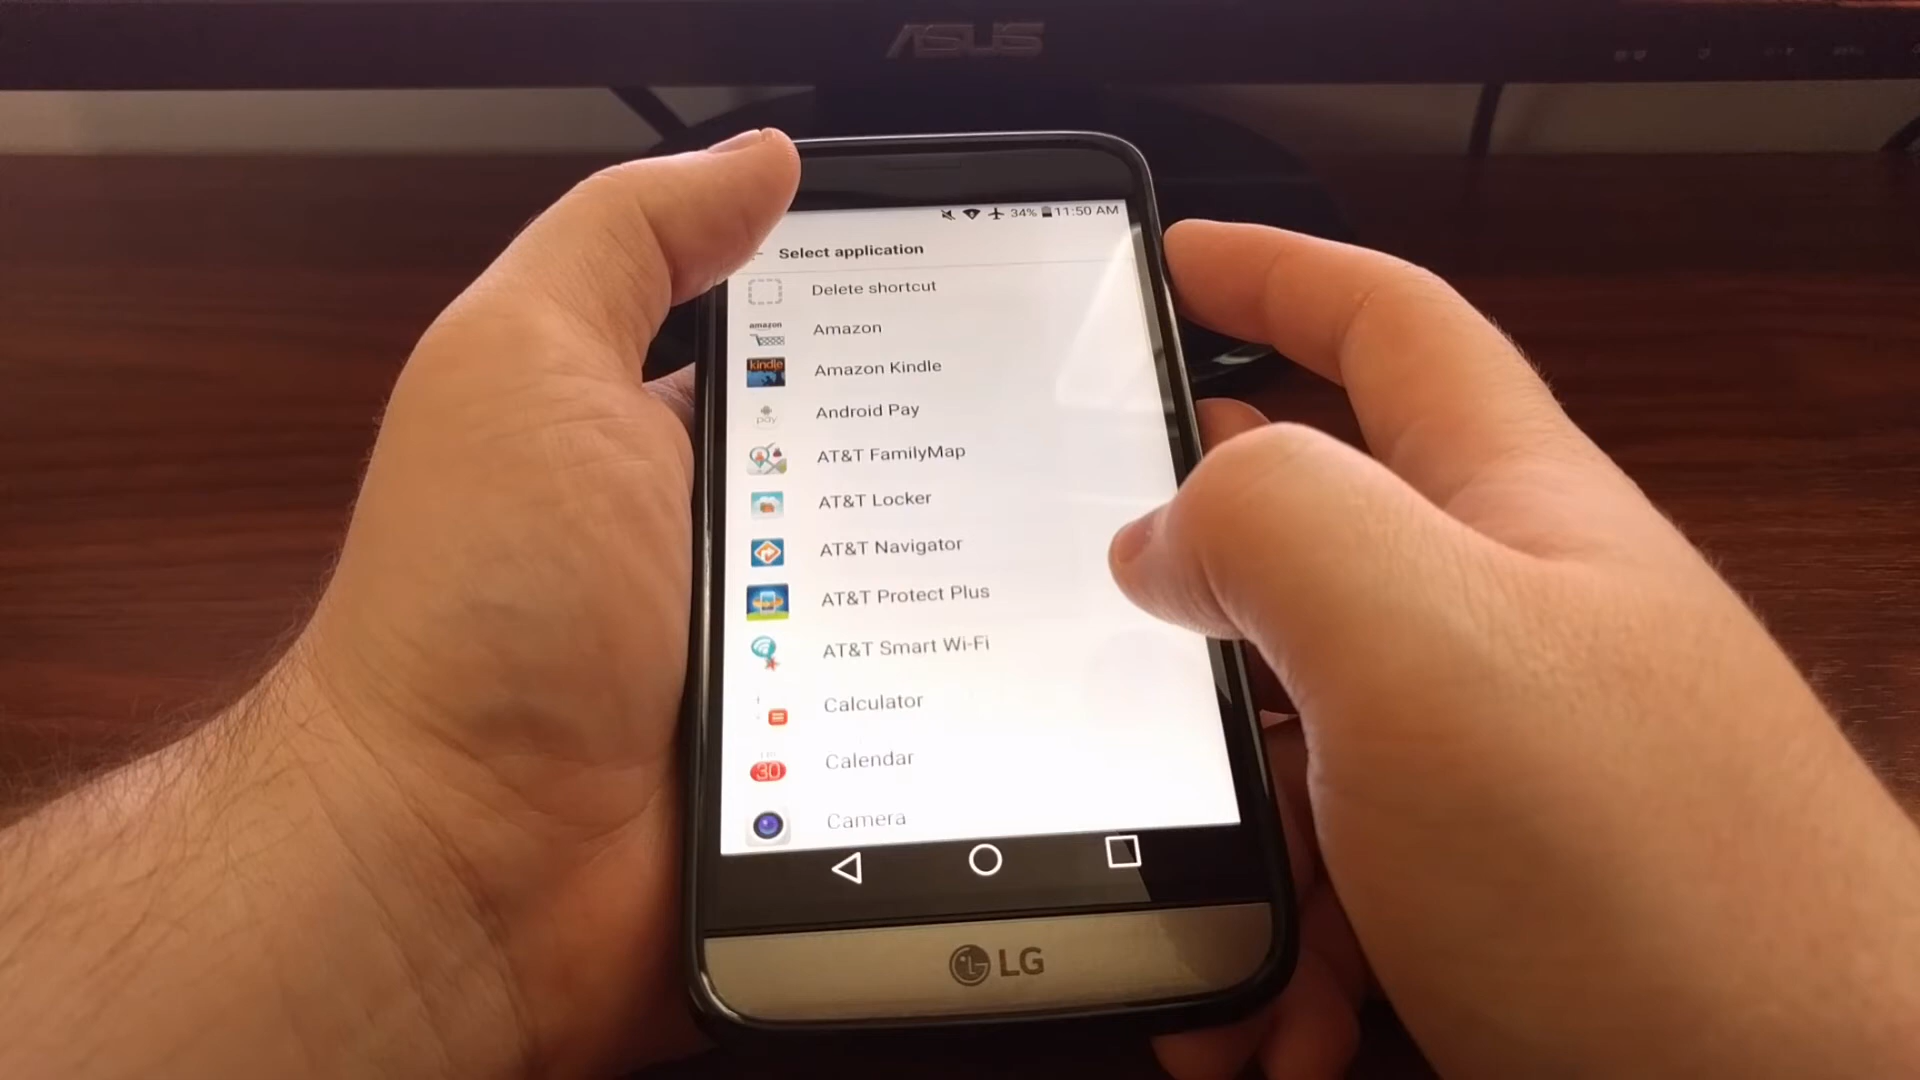 ASUS
34% 11:50 AM
Select application
Delete shortcut
amazon
Amazon
kindle
Amazon Kindle
pay
Android Pay
AT&T FamilyMap
AT&T Locker
AT&T Navigator
AT&T Protect Plus
AT&T Smart Wi-Fi
Calculator
30
Calendar
Camera
LG